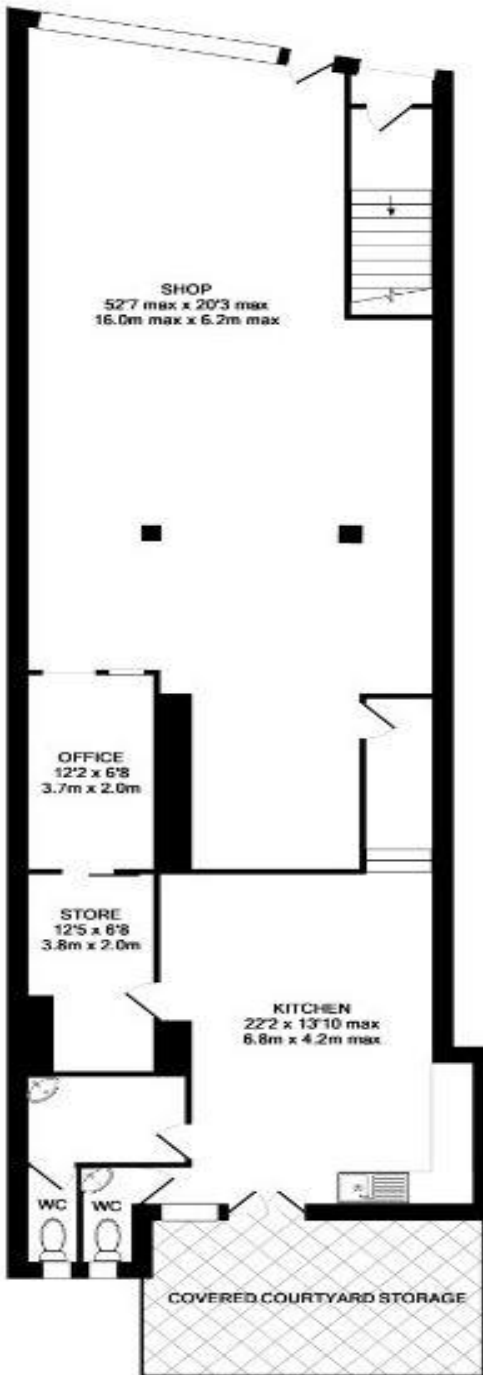 SHOP
52'7 max x 20'3 max
16.0m max x 6.2m max
OFFICE
12'2 x 6'8
3.7m x 2.0m
STORE
12'5 x 6'8
3.8m x 2.0m
KITCHEN
22'2 x 13'10 max
6.8m x 4.2m max
WC
WC
COVERED COURTYARD STORAGE